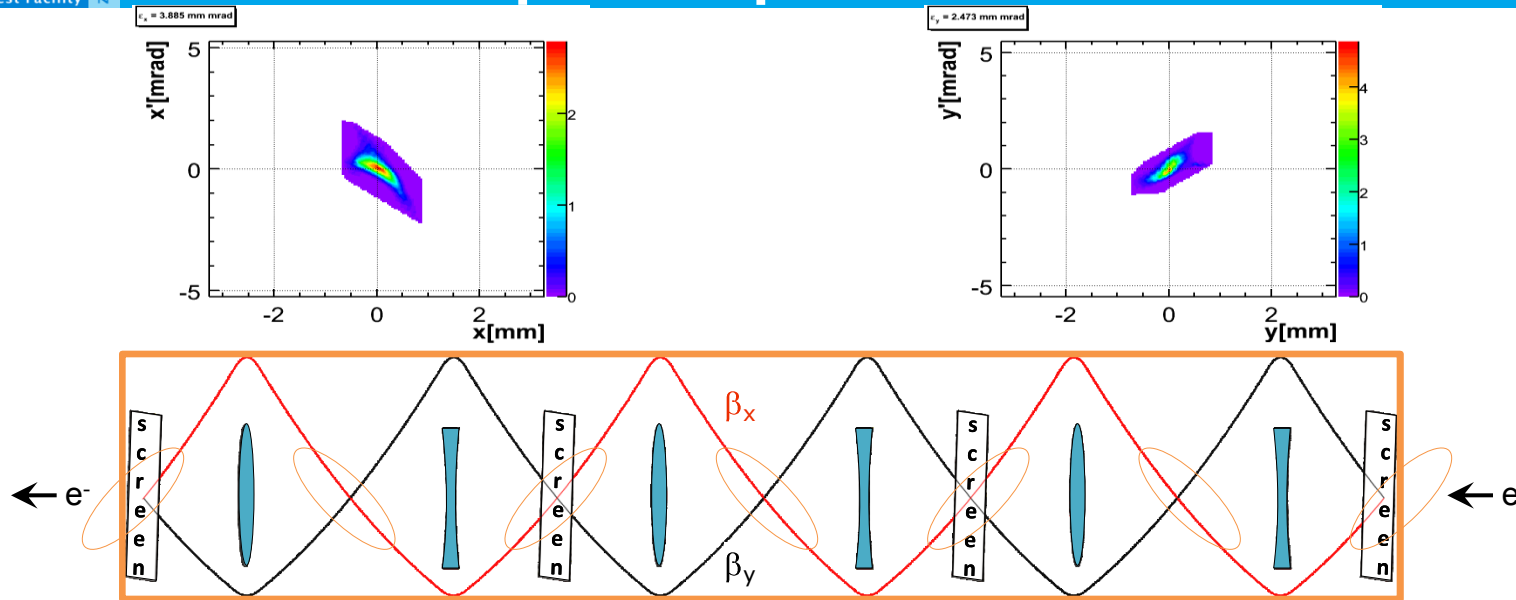 est Facility
εx = 3.885 mm mrad
εy = 2.473 mm mrad
x'[mrad]
5
0
-5
-2
0
2
x[mm]
2
1
0
y'[mrad]
5
0
-5
-2
0
2
y[mm]
4
3
2
1
0
βx
βy
screen
screen
screen
screen
e-
e